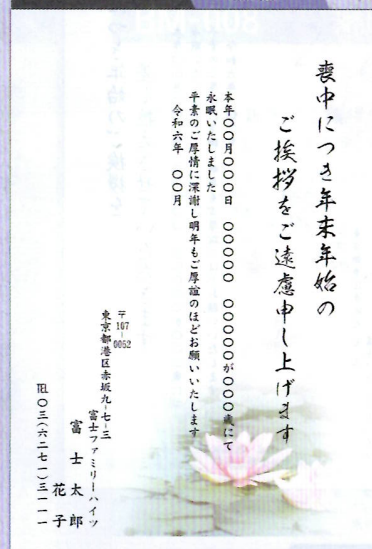 喪中につき年末年始の
ご挨拶をご遠慮申し上げます
本年〇〇月〇〇〇日　〇〇〇〇〇　〇〇〇〇〇が〇〇〇歳にて
永眠いたしました
平素のご厚情に深謝し明年もご厚誼のほどお願いいたします
令和六年　〇〇月
〒107-0052
東京都港区赤坂九-七-三
富士ファミリーハイツ
富士太郎
花子
TEL〇三(六二七一)三一一一